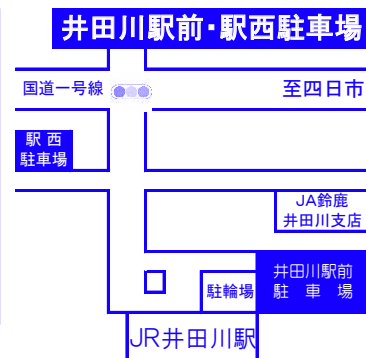 井田川駅前・駅西駐車場
国道一号線
至四日市
駅西
駐車場
JA鈴鹿
井田川支店
井田川駅前
駐車場
駐輪場
JR井田川駅